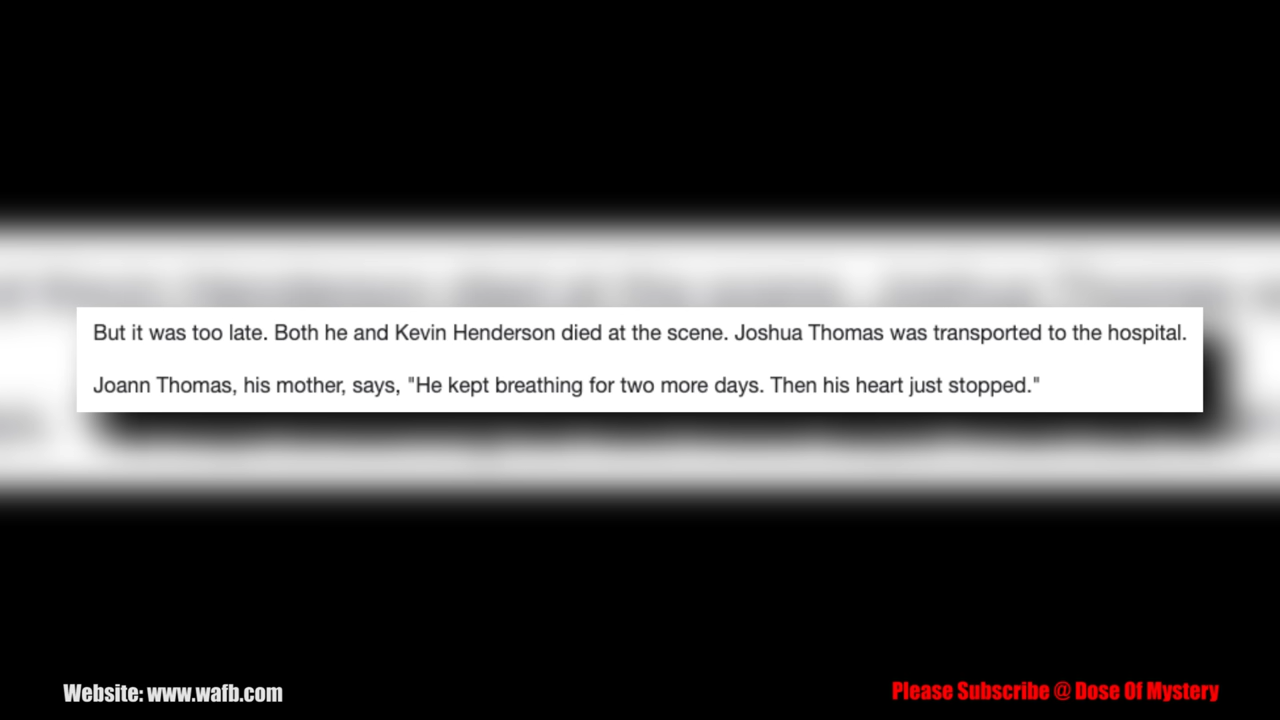 But it was too late. Both he and Kevin Henderson died at the scene. Joshua Thomas was transported to the hospital.
Joann Thomas, his mother, says, "He kept breathing for two more days. Then his heart just stopped."
Website: www.wafb.com
Please Subscribe @ Dose Of Mystery